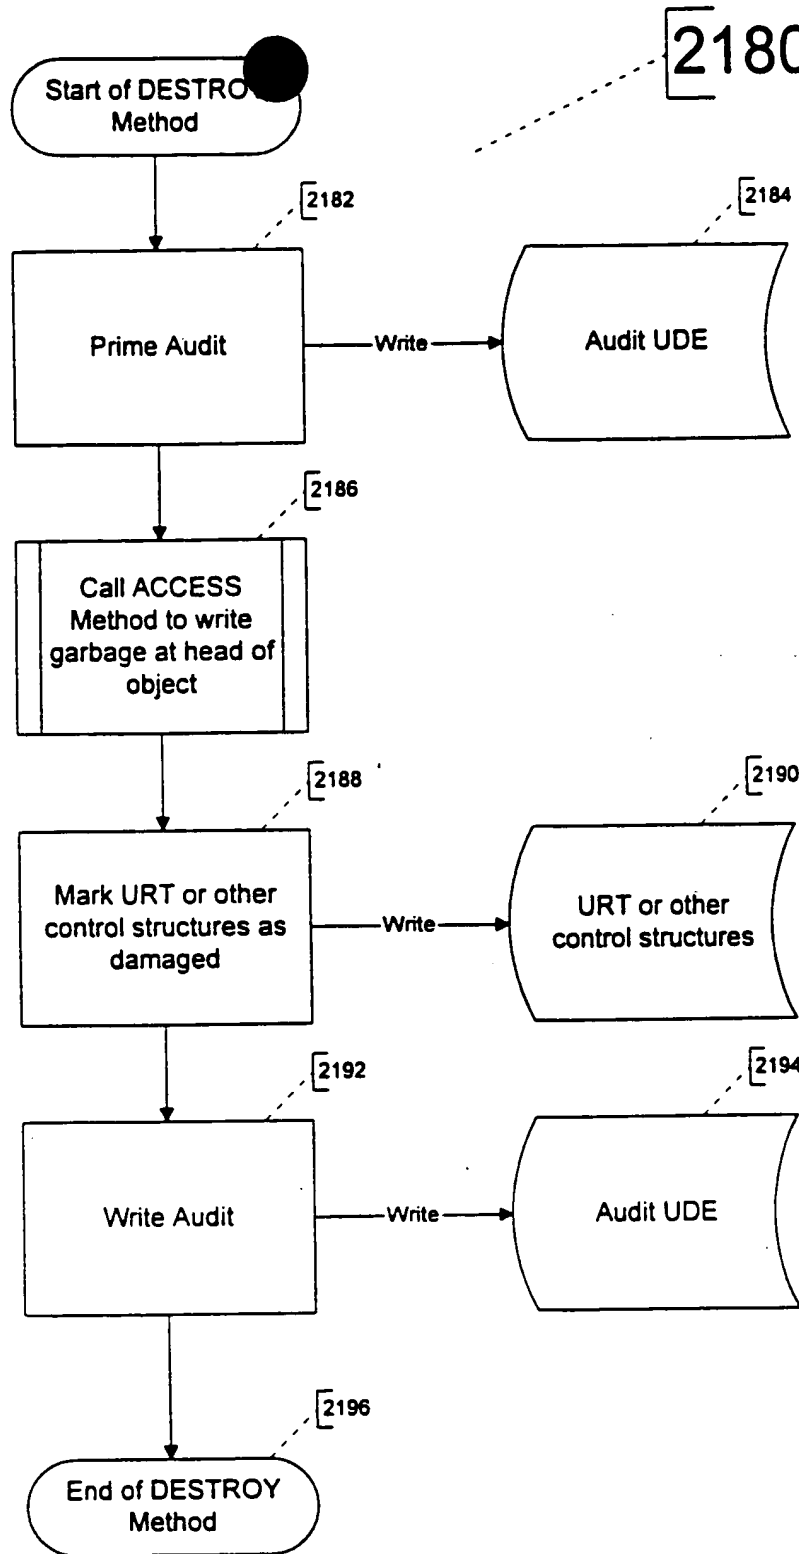 2180
Start of DESTRO
Method
2182
2184
Prime Audit
Write
Audit UDE
2186
Call ACCESS
Method to write
garbage at head of
object
2188
2190
Mark URT or other
control structures as
damaged
Write
URT or other
control structures
2192
2194
Write Audit
Write
Audit UDE
2196
End of DESTROY
Method